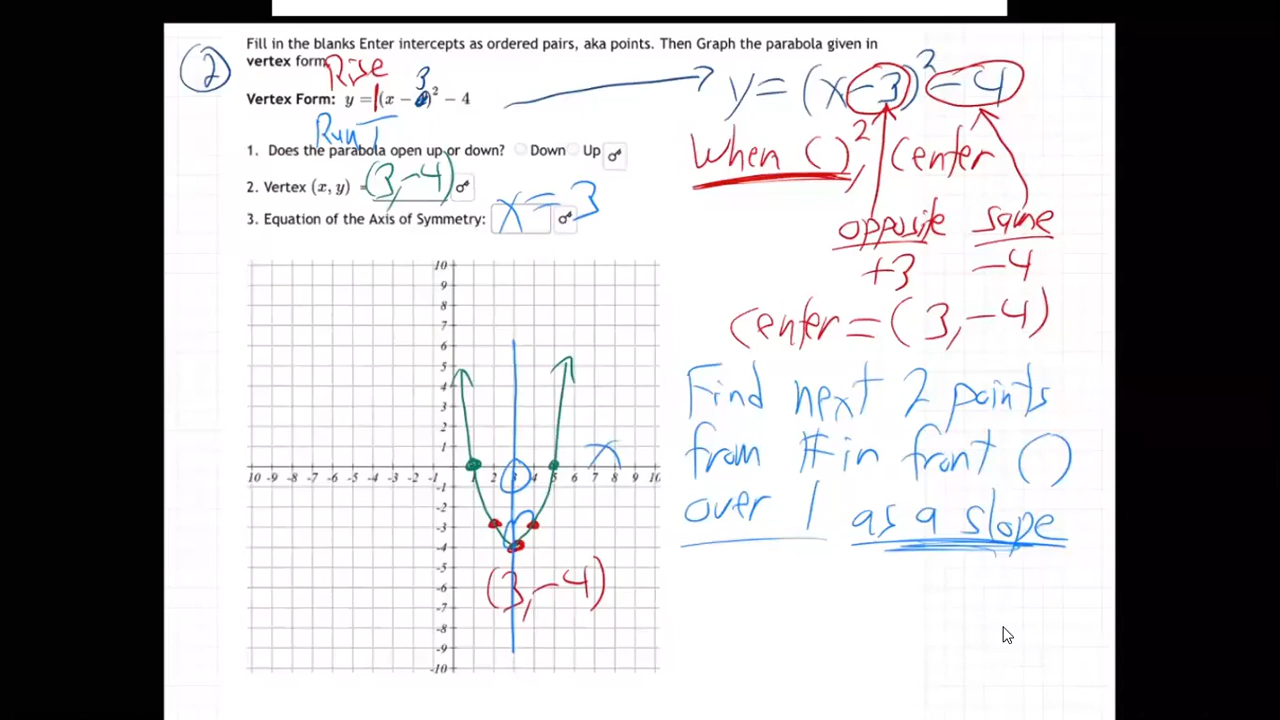 2
Fill in the blanks Enter intercepts as ordered pairs, aka points. Then Graph the parabola given in
vertex form.
Rise
3
Vertex Form: y = 1(x − )² − 4
y = (x − 3)² − 4
Run 1
When ( )², Center
1. Does the parabola open up or down? Down Up
2. Vertex (x, y) = (3, −4)
3. Equation of the Axis of Symmetry: x = 3
opposite same
+3 −4
center = (3, −4)
Find next 2 points
from # in front ( )
over 1 as a slope
10
9
8
7
6
5
4
3
2
1
x
10 -9 -8 -7 -6 -5 -4 -3 -2 -1 1 2 3 4 5 6 7 8 9 10
-1
-2
-3
-4
-5
-6
-7
-8
-9
-10
(3, −4)